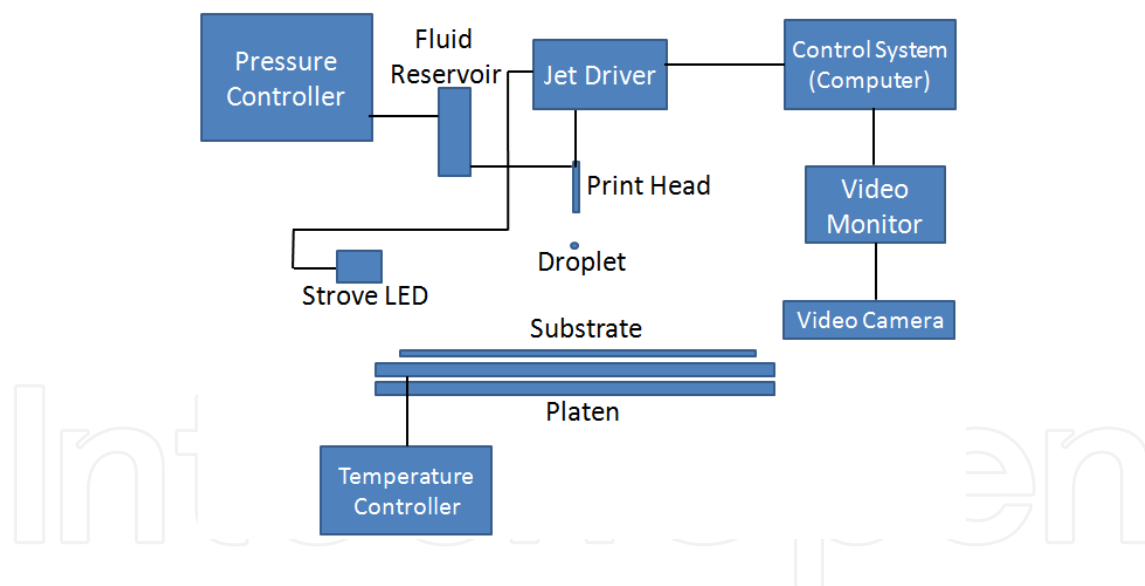 Pressure
Controller
Fluid
Reservoir
Jet Driver
Control System
(Computer)
Print Head
Video
Monitor
Droplet
Strove LED
Video Camera
Substrate
Platen
Temperature
Controller